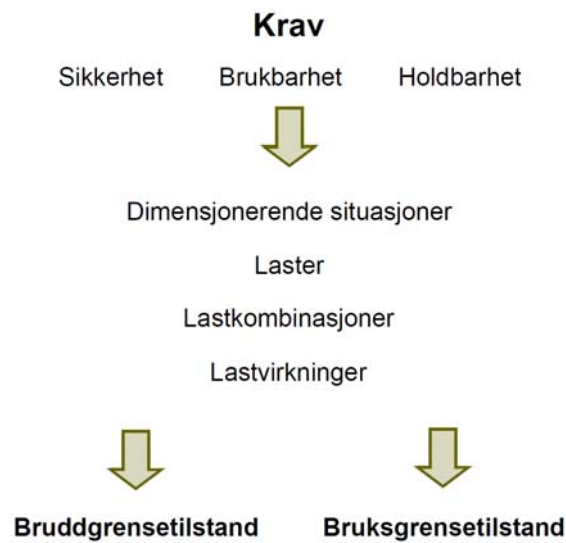 Krav
Sikkerhet Brukbarhet Holdbarhet
Dimensjonerende situasjoner
Laster
Lastkombinasjoner
Lastvirkninger
Bruddgrensetilstand Bruksgrensetilstand